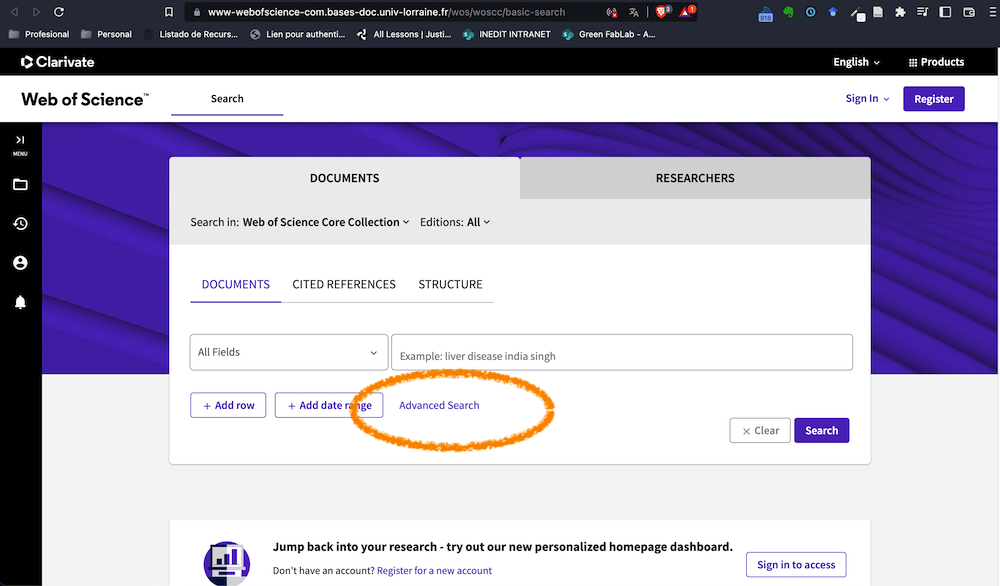 www-webofscience-com.bases-doc.univ-lorraine.fr/wos/woscc/basic-search
3
1
918
Profesional
Personal
Listado de Recurs...
Lien pour authenti...
All Lessons | Justi...
INEDIT INTRANET
Green FabLab - A...
Clarivate
English
Products
Web of Science™
Search
Sign In
Register
MENU
DOCUMENTS
RESEARCHERS
Search in: Web of Science Core Collection
Editions: All
DOCUMENTS
CITED REFERENCES
STRUCTURE
All Fields
Example: liver disease india singh
+ Add row
+ Add date range
Advanced Search
× Clear
Search
Jump back into your research - try out our new personalized homepage dashboard.
Don't have an account? Register for a new account
Sign in to access